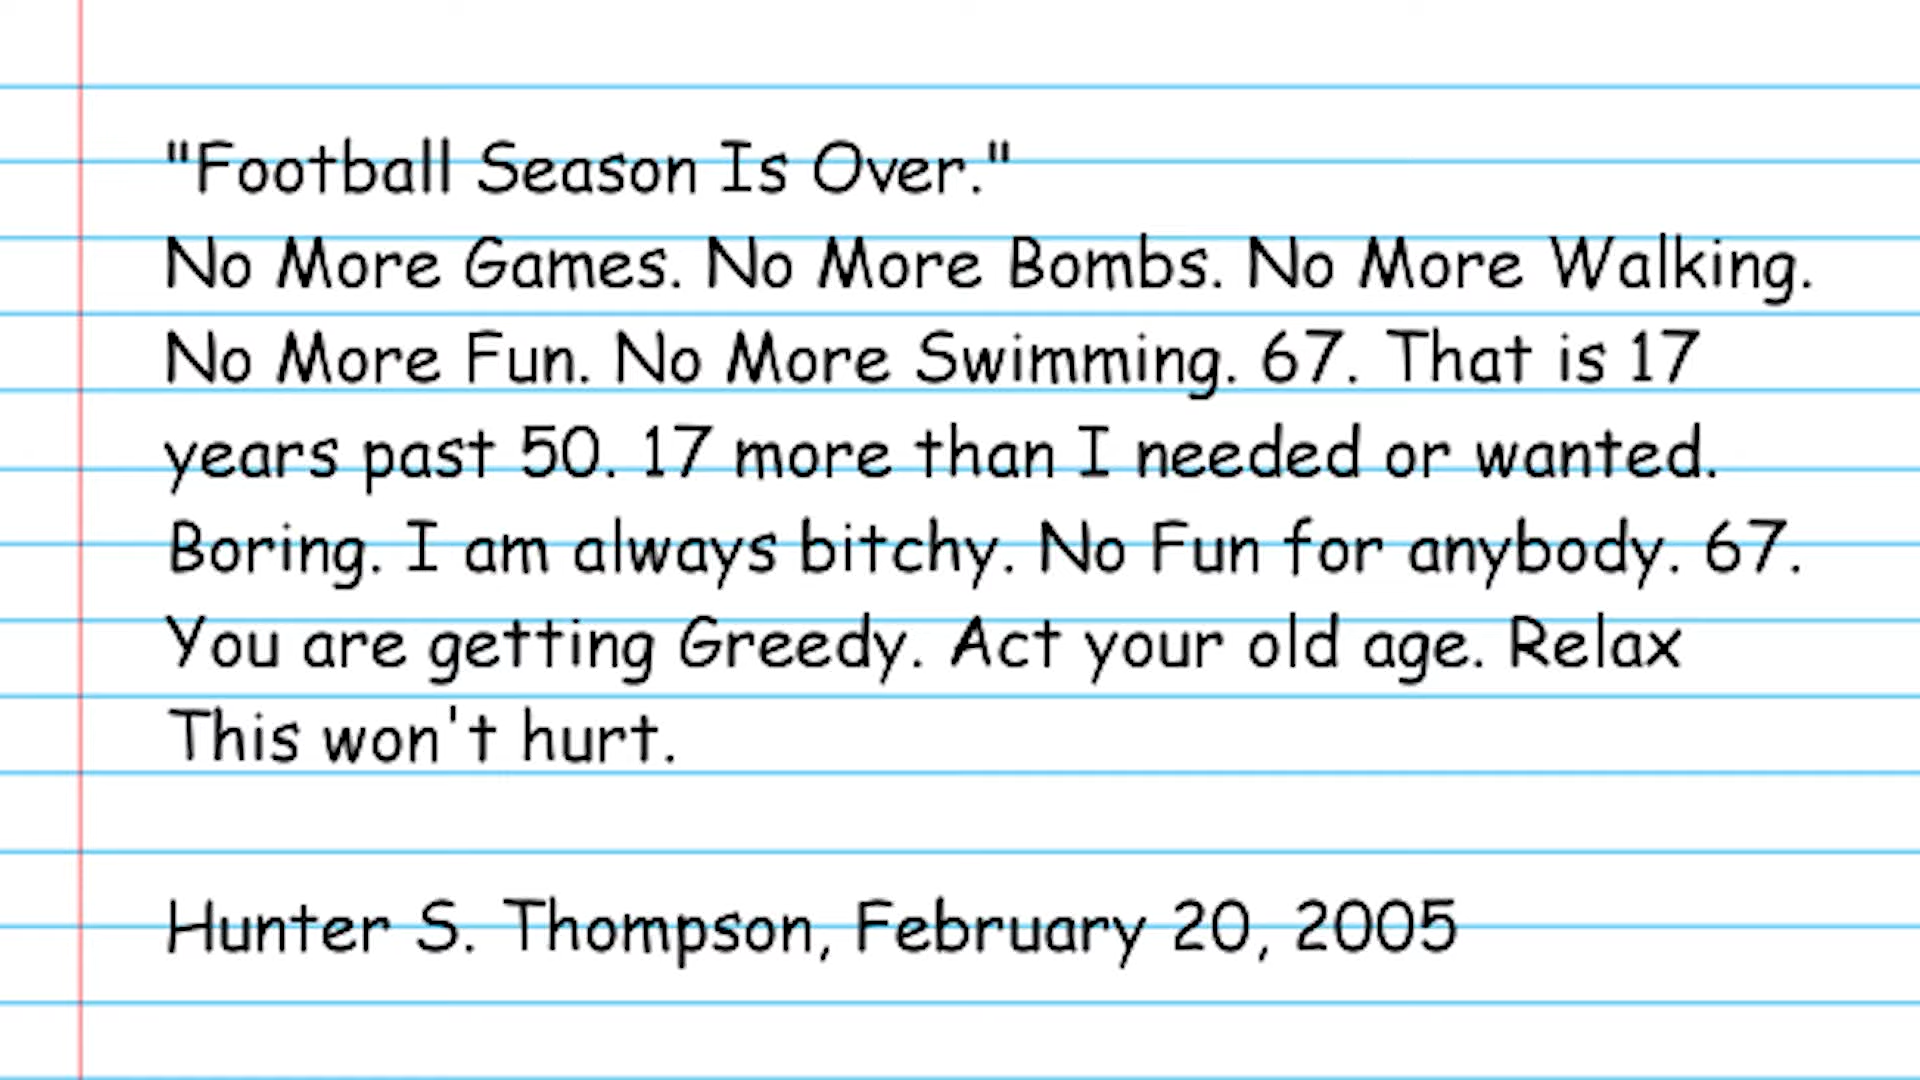 "Football Season Is Over."
No More Games. No More Bombs. No More Walking.
No More Fun. No More Swimming. 67. That is 17
years past 50. 17 more than I needed or wanted.
Boring. I am always bitchy. No Fun for anybody. 67.
You are getting Greedy. Act your old age. Relax
This won't hurt.
Hunter S. Thompson, February 20, 2005